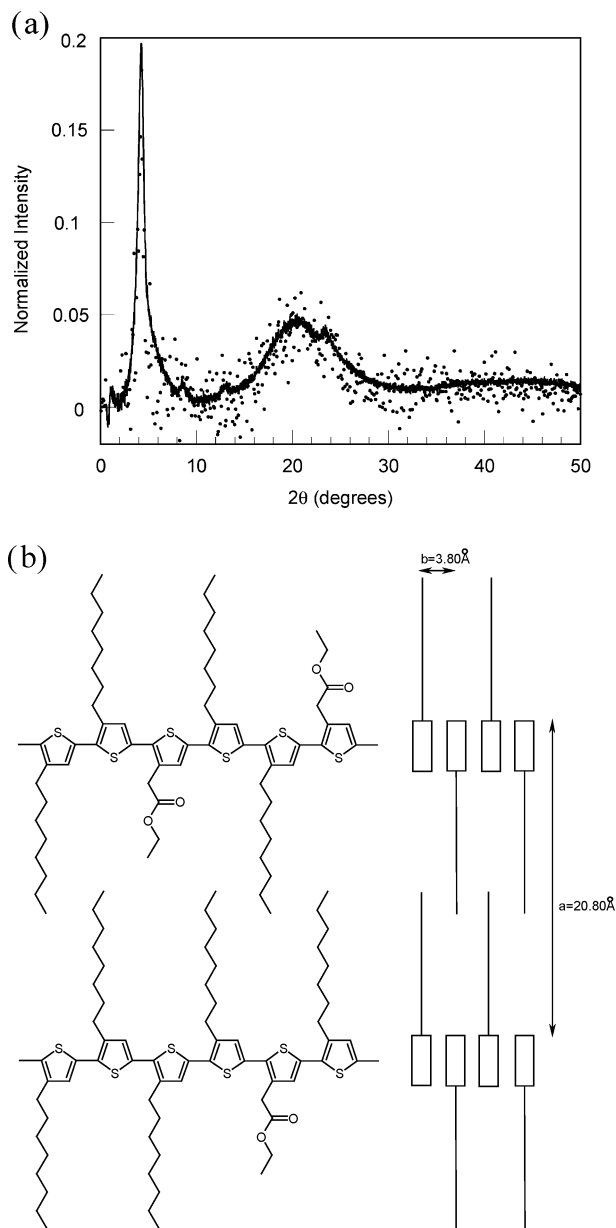 (a)
0.2
0.15
0.1
0.05
0
Normalized Intensity
0 10 20 30 40 50
2θ (degrees)
(b)
b=3.80Å
O
O
S S S S S S
O
O
a=20.80Å
S S S S S S
O
O